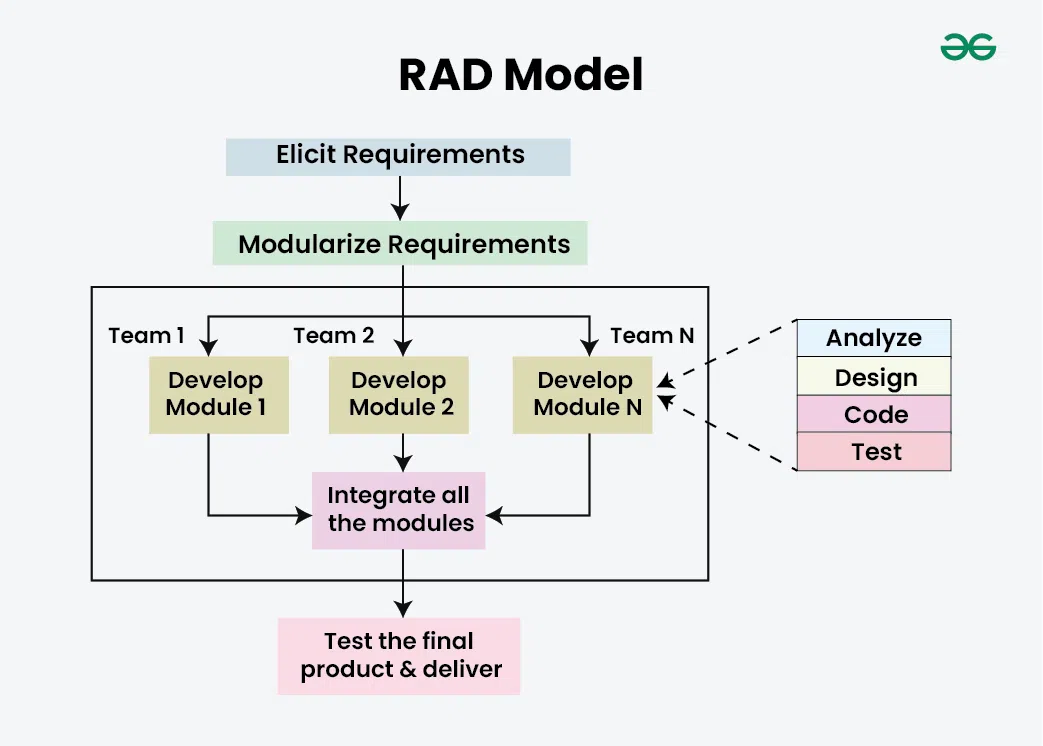 RAD Model
Elicit Requirements
Modularize Requirements
Team 1
Team 2
Team N
Develop
Module 1
Develop
Module 2
Develop
Module N
Analyze
Design
Code
Test
Integrate all
the modules
Test the final
product & deliver